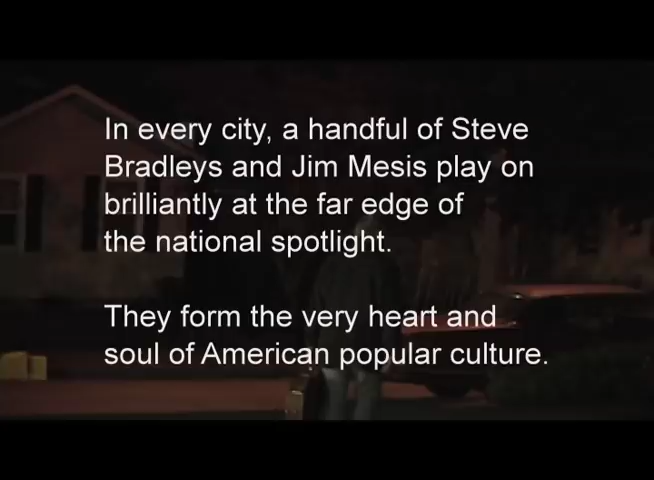 In every city, a handful of Steve
Bradleys and Jim Mesis play on
brilliantly at the far edge of
the national spotlight.
They form the very heart and
soul of American popular culture.